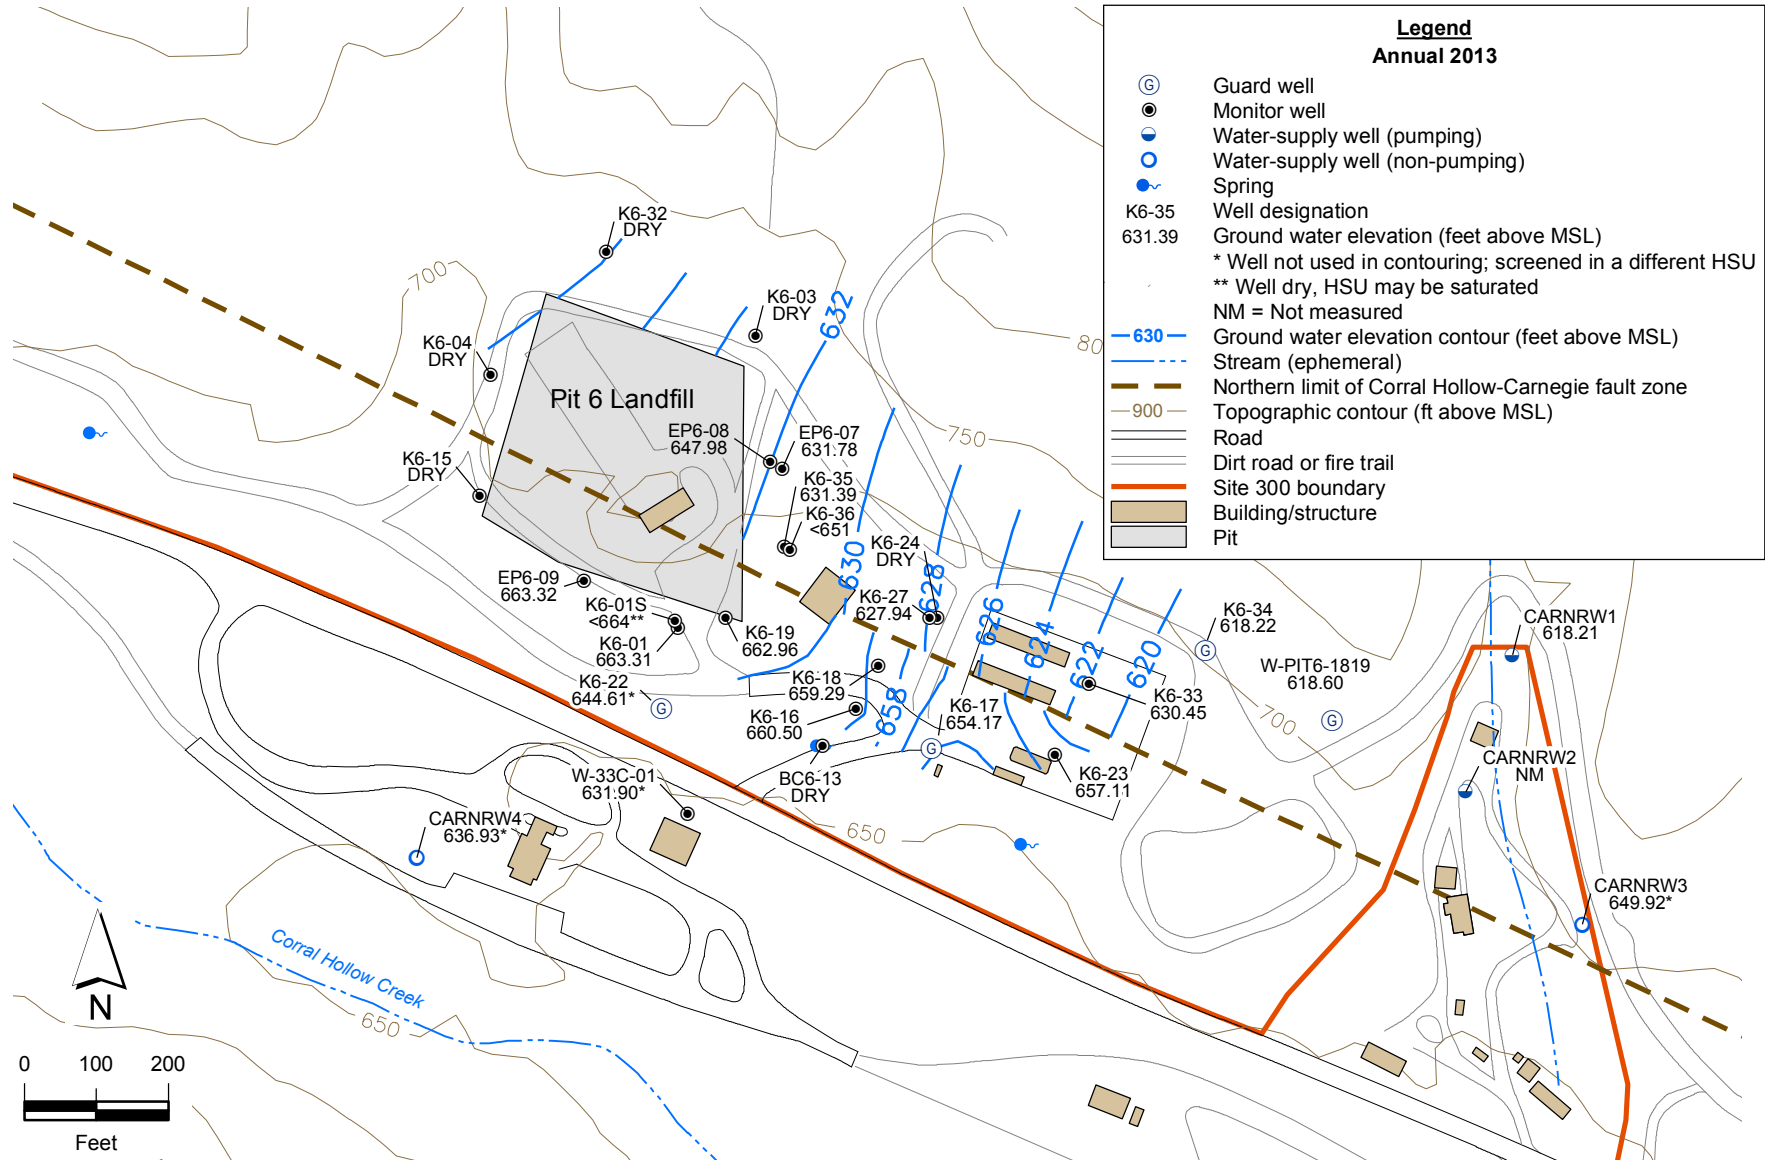 Legend
Annual 2013
Guard well
Monitor well
Water-supply well (pumping)
Water-supply well (non-pumping)
Spring
K6-35 Well designation
631.39 Ground water elevation (feet above MSL)
* Well not used in contouring; screened in a different HSU
** Well dry, HSU may be saturated
NM = Not measured
630 Ground water elevation contour (feet above MSL)
Stream (ephemeral)
Northern limit of Corral Hollow-Carnegie fault zone
900 Topographic contour (ft above MSL)
Road
Dirt road or fire trail
Site 300 boundary
Building/structure
Pit
G
K6-32
DRY
700
K6-03
DRY
632
80
K6-04
DRY
Pit 6 Landfill
EP6-08
647.98
EP6-07
631.78
750
K6-15
DRY
K6-35
631.39
K6-36
<651
K6-24
DRY
630
628
626
624
622
620
EP6-09
663.32
K6-01S
<664**
K6-01
663.31
K6-19
662.96
K6-27
627.94
K6-34
618.22
CARNRW1
618.21
W-PIT6-1819
618.60
K6-22
644.61*
G
K6-18
659.29
658
K6-16
660.50
K6-17
654.17
G
K6-33
630.45
G
700
G
BC6-13
DRY
K6-23
657.11
CARNRW2
NM
W-33C-01
631.90*
CARNRW4
636.93*
650
CARNRW3
649.92*
Corral Hollow Creek
650
N
0 100 200
Feet